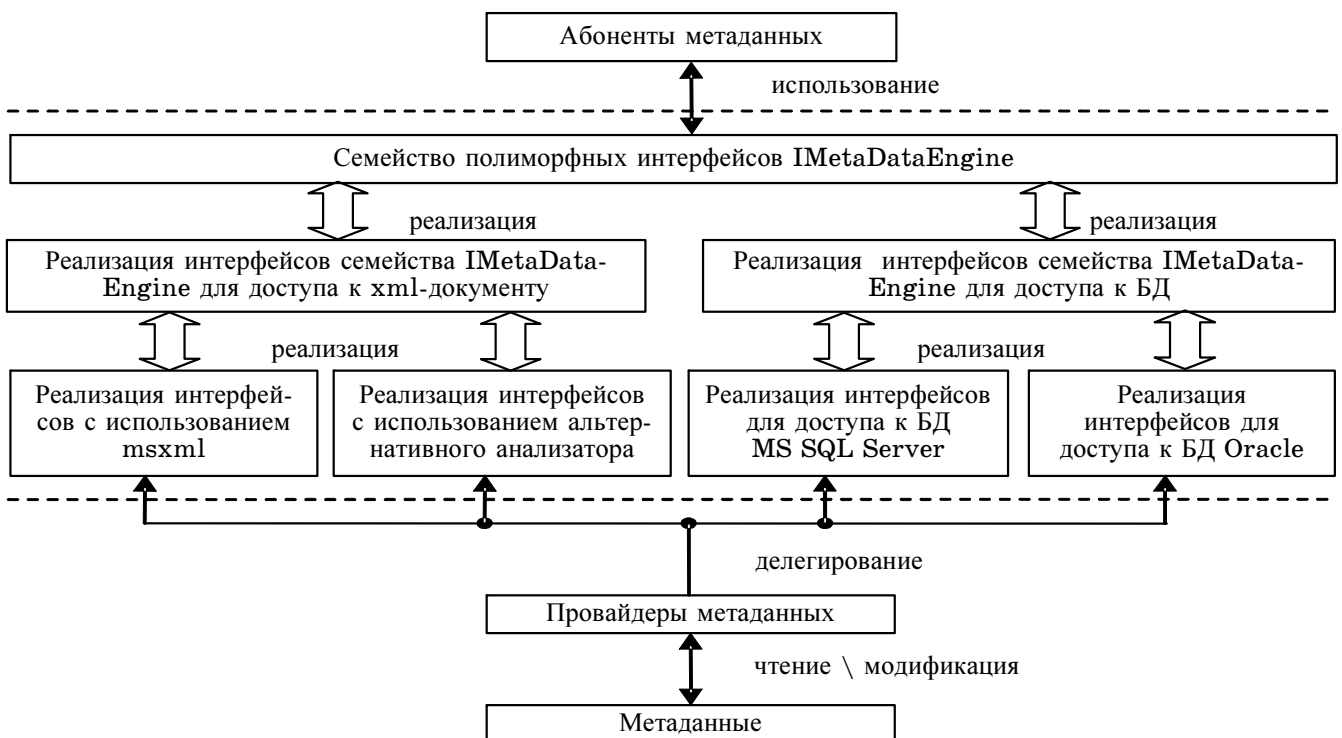 Абоненты метаданных
использование
Семейство полиморфных интерфейсов IMetaDataEngine
реализация
реализация
Реализация интерфейсов семейства IMetaData-
Engine для доступа к xml-документу
Реализация интерфейсов семейства IMetaData-
Engine для доступа к БД
реализация
реализация
Реализация интерфей-
сов с использованием
msxml
Реализация интерфейсов
с использованием альтер-
нативного анализатора
Реализация интерфейсов
для доступа к БД
MS SQL Server
Реализация
интерфейсов для
доступа к БД Oracle
делегирование
Провайдеры метаданных
чтение \ модификация
Метаданные